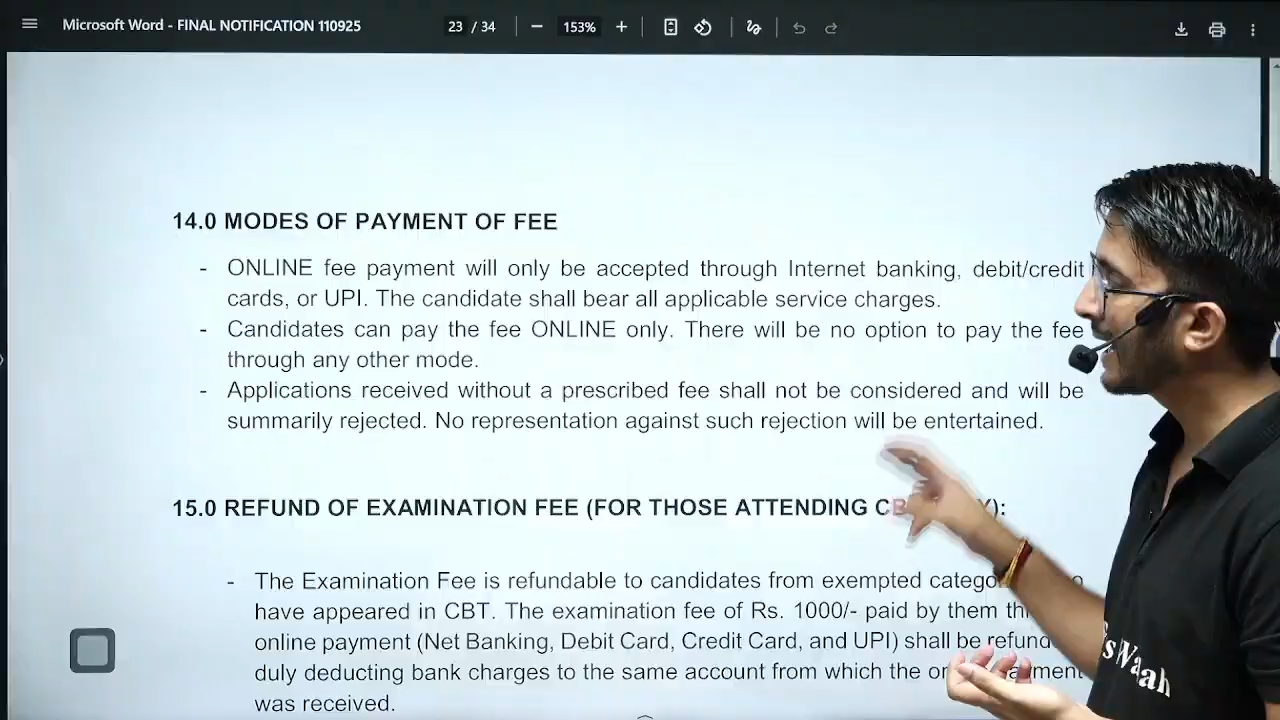 Microsoft Word - FINAL NOTIFICATION 110925
23 / 34
153%
14.0 MODES OF PAYMENT OF FEE
- ONLINE fee payment will only be accepted through Internet banking, debit/credit
cards, or UPI. The candidate shall bear all applicable service charges.
- Candidates can pay the fee ONLINE only. There will be no option to pay the fee
through any other mode.
- Applications received without a prescribed fee shall not be considered and will be
summarily rejected. No representation against such rejection will be entertained.
15.0 REFUND OF EXAMINATION FEE (FOR THOSE ATTENDING
- The Examination Fee is refundable to candidates from exempted
have appeared in CBT. The examination fee of Rs. 1000/- paid by them
online payment (Net Banking, Debit Card, Credit Card, and UPI) shall be
duly deducting bank charges to the same account from which the
was received.